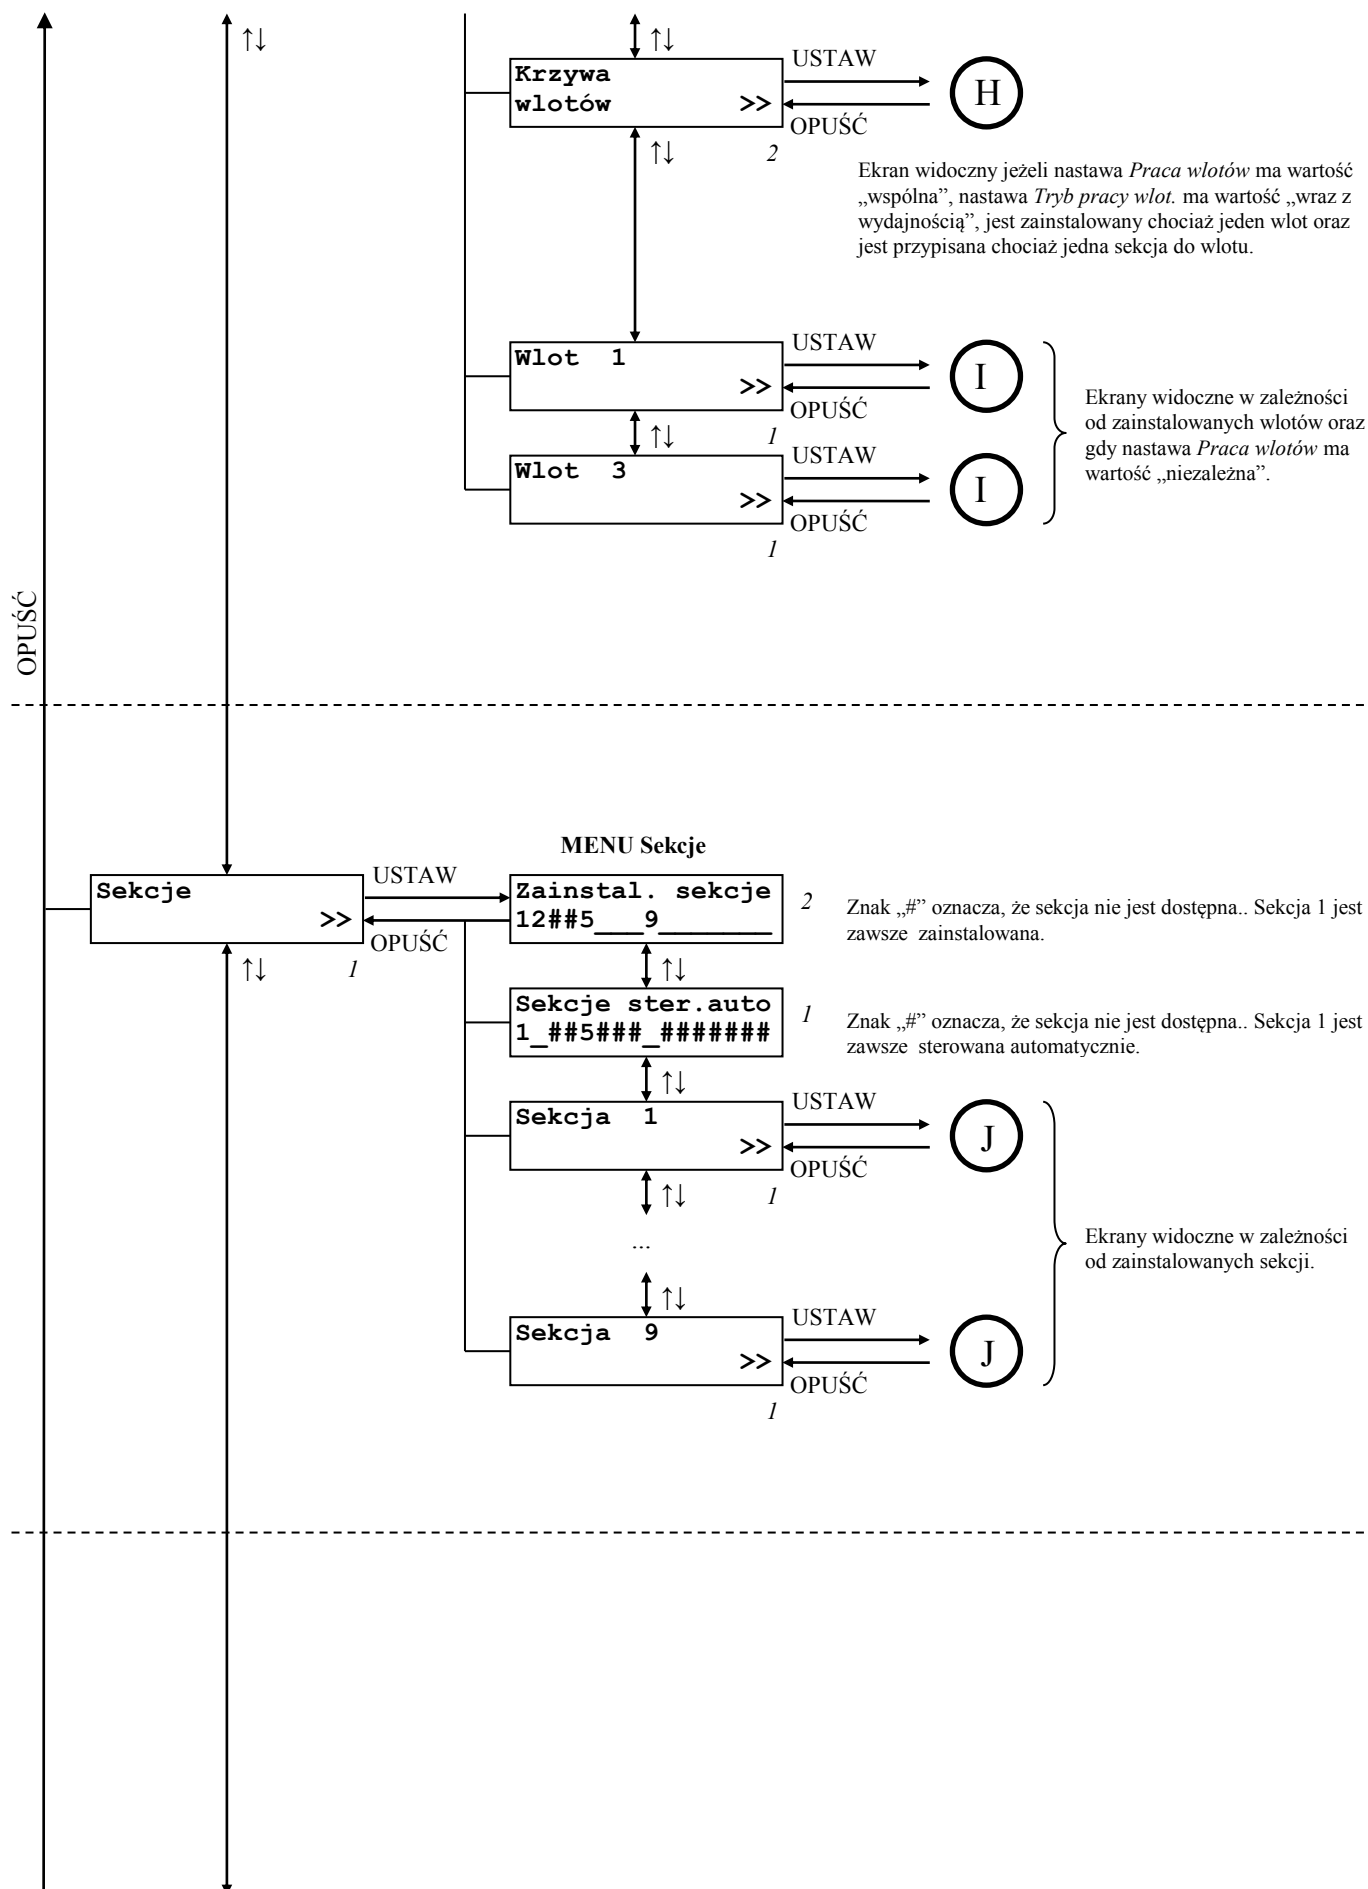 ↑↓
↑↓
Krzywa
wlotów >>
USTAW
H
OPUŚĆ
↑↓
2
Ekran widoczny jeżeli nastawa Praca wlotów ma wartość
„wspólna”, nastawa Tryb pracy wlot. ma wartość „wraz z
wydajnością”, jest zainstalowany chociaż jeden wlot oraz
jest przypisana chociaż jedna sekcja do wlotu.
Wlot 1
>>
USTAW
I
OPUŚĆ
↑↓
1
Wlot 3
>>
USTAW
I
OPUŚĆ
1
Ekrany widoczne w zależności
od zainstalowanych wlotów oraz
gdy nastawa Praca wlotów ma
wartość „niezależna”.
OPUŚĆ
MENU Sekcje
Sekcje
>>
USTAW
OPUŚĆ
↑↓
1
Zainstal. sekcje
12##5___9_______
2
Znak „#” oznacza, że sekcja nie jest dostępna.. Sekcja 1 jest
zawsze zainstalowana.
↑↓
Sekcje ster.auto
1_##5###_#######
1
Znak „#” oznacza, że sekcja nie jest dostępna.. Sekcja 1 jest
zawsze sterowana automatycznie.
↑↓
Sekcja 1
>>
USTAW
J
OPUŚĆ
↑↓
1
...
Ekrany widoczne w zależności
od zainstalowanych sekcji.
↑↓
Sekcja 9
>>
USTAW
J
OPUŚĆ
1